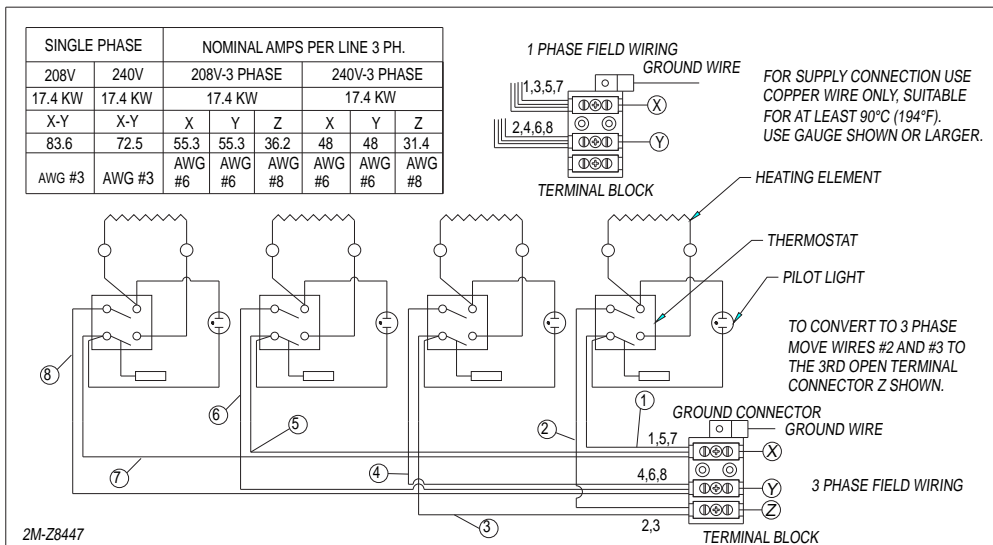 SINGLE PHASE NOMINAL AMPS PER LINE 3 PH.
208V 240V 208V-3 PHASE 240V-3 PHASE
17.4 KW 17.4 KW 17.4 KW 17.4 KW
X-Y X-Y X Y Z X Y Z
83.6 72.5 55.3 55.3 36.2 48 48 31.4
AWG #3 AWG #3 AWG #6 AWG #6 AWG #8 AWG #6 AWG #6 AWG #8
1 PHASE FIELD WIRING
GROUND WIRE
1,3,5,7
X
2,4,6,8
Y
TERMINAL BLOCK
FOR SUPPLY CONNECTION USE
COPPER WIRE ONLY, SUITABLE
FOR AT LEAST 90°C (194°F).
USE GAUGE SHOWN OR LARGER.
HEATING ELEMENT
THERMOSTAT
PILOT LIGHT
TO CONVERT TO 3 PHASE
MOVE WIRES #2 AND #3 TO
THE 3RD OPEN TERMINAL
CONNECTOR Z SHOWN.
8
6
5
7
4
3
2
1
GROUND CONNECTOR
GROUND WIRE
1,5,7
X
4,6,8
Y
3 PHASE FIELD WIRING
Z
2,3
TERMINAL BLOCK
2M-Z8447